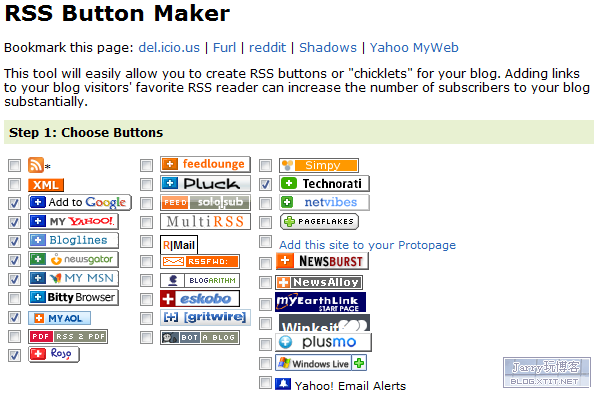 RSS Button Maker
Bookmark this page: del.icio.us | Furl | reddit | Shadows | Yahoo MyWeb
This tool will easily allow you to create RSS buttons or "chicklets" for your blog. Adding links
to your blog visitors' favorite RSS reader can increase the number of subscribers to your blog
substantially.
Step 1: Choose Buttons
*
XML
Add to Google
MY YAHOO!
Bloglines
newsgator
MY MSN
Bitty Browser
MY AOL
PDF RSS 2 PDF
Rojo
feedlounge
Pluck
FEED solosub
MultiRSS
R|Mail
RSSFWD:
BLOGARITHM
eskobo
[gritwire]
BOT A BLOG
Simpy
Technorati
netvibes
PAGEFLAKES
Add this site to your Protopage
NEWSBURST
NewsAlloy
myEarthLink
START PAGE
Winksite
plusmo
Windows Live
Yahoo! Email Alerts
Jerry玩博客
BLOG.XTIT.NET